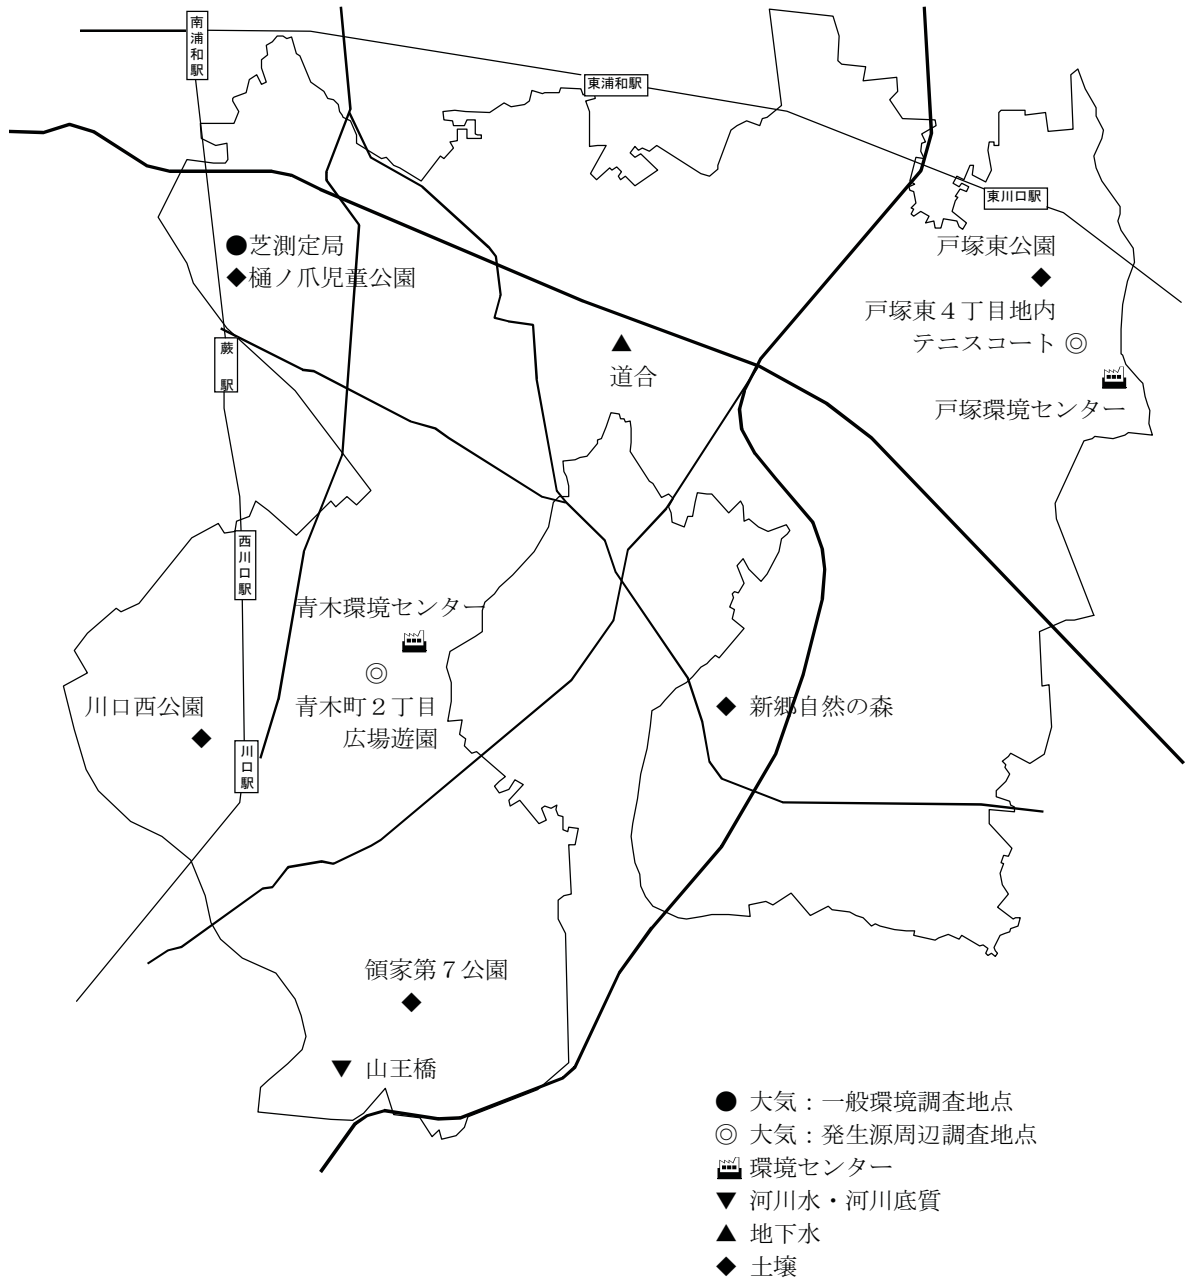 南浦和駅
東浦和駅
東川口駅
芝測定局
樋ノ爪児童公園
戸塚東公園
戸塚東４丁目地内
テニスコート
蕨 駅
道合
戸塚環境センター
西川口駅
青木環境センター
川口西公園
青木町２丁目
広場遊園
新郷自然の森
川口駅
領家第７公園
山王橋
大気：一般環境調査地点
大気：発生源周辺調査地点
環境センター
河川水・河川底質
地下水
土壌